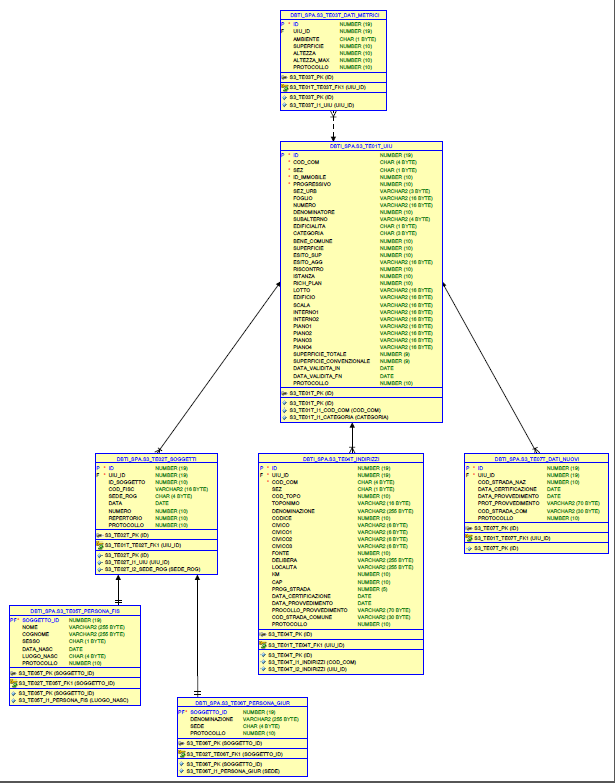 DBTI_SPA.S3_TE03T_DATI_METRICI
P * ID NUMBER (19)
F UIU_ID NUMBER (19)
AMBIENTE CHAR (1 BYTE)
SUPERFICIE NUMBER (10)
ALTEZZA NUMBER (10)
ALTEZZA_MAX NUMBER (10)
PROTOCOLLO NUMBER (10)
S3_TE03T_PK (ID)
S3_TE01T_TE03T_FK1 (UIU_ID)
S3_TE03T_PK (ID)
S3_TE03T_I1_UIU (UIU_ID)
DBTI_SPA.S3_TE01T_UIU
P * ID NUMBER (19)
* COD_COM CHAR (4 BYTE)
* SEZ CHAR (1 BYTE)
* ID_IMMOBILE NUMBER (10)
* PROGRESSIVO NUMBER (10)
SEZ_URB VARCHAR2 (3 BYTE)
FOGLIO VARCHAR2 (16 BYTE)
NUMERO VARCHAR2 (16 BYTE)
DENOMINATORE NUMBER (10)
SUBALTERNO VARCHAR2 (4 BYTE)
EDIFICIALITA CHAR (1 BYTE)
CATEGORIA CHAR (3 BYTE)
BENE_COMUNE NUMBER (10)
SUPERFICIE NUMBER (10)
ESITO_SUP NUMBER (10)
ESITO_AGG VARCHAR2 (16 BYTE)
RISCONTRO NUMBER (10)
ISTANZA NUMBER (10)
RICH_PLAN NUMBER (10)
LOTTO VARCHAR2 (16 BYTE)
EDIFICIO VARCHAR2 (16 BYTE)
SCALA VARCHAR2 (16 BYTE)
INTERNO1 VARCHAR2 (16 BYTE)
INTERNO2 VARCHAR2 (16 BYTE)
PIANO1 VARCHAR2 (16 BYTE)
PIANO2 VARCHAR2 (16 BYTE)
PIANO3 VARCHAR2 (16 BYTE)
PIANO4 VARCHAR2 (16 BYTE)
SUPERFICIE_TOTALE NUMBER (9)
SUPERFICIE_CONVENZIONALE NUMBER (9)
DATA_VALIDITA_IN DATE
DATA_VALIDITA_FN DATE
PROTOCOLLO NUMBER (10)
S3_TE01T_PK (ID)
S3_TE01T_PK (ID)
S3_TE01T_I1_COD_COM (COD_COM)
S3_TE01T_I1_CATEGORIA (CATEGORIA)
DBTI_SPA.S3_TE02T_SOGGETTI
P * ID NUMBER (19)
F * UIU_ID NUMBER (19)
ID_SOGGETTO NUMBER (10)
COD_FISC VARCHAR2 (16 BYTE)
SEDE_ROG CHAR (4 BYTE)
DATA DATE
NUMERO NUMBER (10)
REPERTORIO NUMBER (10)
PROTOCOLLO NUMBER (10)
S3_TE02T_PK (ID)
S3_TE01T_TE02T_FK1 (UIU_ID)
S3_TE02T_PK (ID)
S3_TE02T_I1_UIU (UIU_ID)
S3_TE02T_I2_SEDE_ROG (SEDE_ROG)
DBTI_SPA.S3_TE04T_INDIRIZZI
P * ID NUMBER (19)
F * UIU_ID NUMBER (19)
* COD_COM CHAR (4 BYTE)
SEZ CHAR (1 BYTE)
COD_TOPO NUMBER (10)
TOPONIMO VARCHAR2 (16 BYTE)
DENOMINAZIONE VARCHAR2 (255 BYTE)
CODICE NUMBER (10)
CIVICO VARCHAR2 (6 BYTE)
CIVICO1 VARCHAR2 (6 BYTE)
CIVICO2 VARCHAR2 (6 BYTE)
CIVICO3 VARCHAR2 (6 BYTE)
FONTE NUMBER (10)
DELIBERA VARCHAR2 (255 BYTE)
LOCALITA VARCHAR2 (255 BYTE)
KM NUMBER (10)
CAP NUMBER (10)
PROG_STRADA NUMBER (5)
DATA_CERTIFICAZIONE DATE
DATA_PROVVEDIMENTO DATE
PROCOLLO_PROVVEDIMENTO VARCHAR2 (70 BYTE)
COD_STRADA_COMUNE VARCHAR2 (30 BYTE)
PROTOCOLLO NUMBER (10)
S3_TE04T_PK (ID)
S3_TE01T_TE04T_FK1 (UIU_ID)
S3_TE04T_PK (ID)
S3_TE04T_I1_INDIRIZZI (COD_COM)
S3_TE04T_I2_INDIRIZZI (UIU_ID)
DBTI_SPA.S3_TE07T_DATI_NUOVI
P * ID NUMBER (19)
F * UIU_ID NUMBER (19)
COD_STRADA_NAZ NUMBER (10)
DATA_CERTIFICAZIONE DATE
DATA_PROVVEDIMENTO DATE
PROT_PROVVEDIMENTO VARCHAR2 (70 BYTE)
COD_STRADA_COM VARCHAR2 (30 BYTE)
PROTOCOLLO NUMBER (10)
S3_TE07T_PK (ID)
S3_TE01T_TE07T_FK1 (UIU_ID)
S3_TE07T_PK (ID)
DBTI_SPA.S3_TE05T_PERSONA_FIS
PF* SOGGETTO_ID NUMBER (19)
NOME VARCHAR2 (255 BYTE)
COGNOME VARCHAR2 (255 BYTE)
SESSO CHAR (1 BYTE)
DATA_NASC DATE
LUOGO_NASC CHAR (4 BYTE)
PROTOCOLLO NUMBER (10)
S3_TE05T_PK (SOGGETTO_ID)
S3_TE02T_TE05T_FK1 (SOGGETTO_ID)
S3_TE05T_PK (SOGGETTO_ID)
S3_TE05T_I1_PERSONA_FIS (LUOGO_NASC)
DBTI_SPA.S3_TE06T_PERSONA_GIUR
PF* SOGGETTO_ID NUMBER (19)
DENOMINAZIONE VARCHAR2 (255 BYTE)
SEDE CHAR (4 BYTE)
PROTOCOLLO NUMBER (10)
S3_TE06T_PK (SOGGETTO_ID)
S3_TE02T_TE06T_FK1 (SOGGETTO_ID)
S3_TE06T_PK (SOGGETTO_ID)
S3_TE06T_I1_PERSONA_GIUR (SEDE)